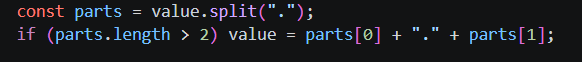 const parts = value.split(".");
if (parts.length > 2) value = parts[0] + "." + parts[1];